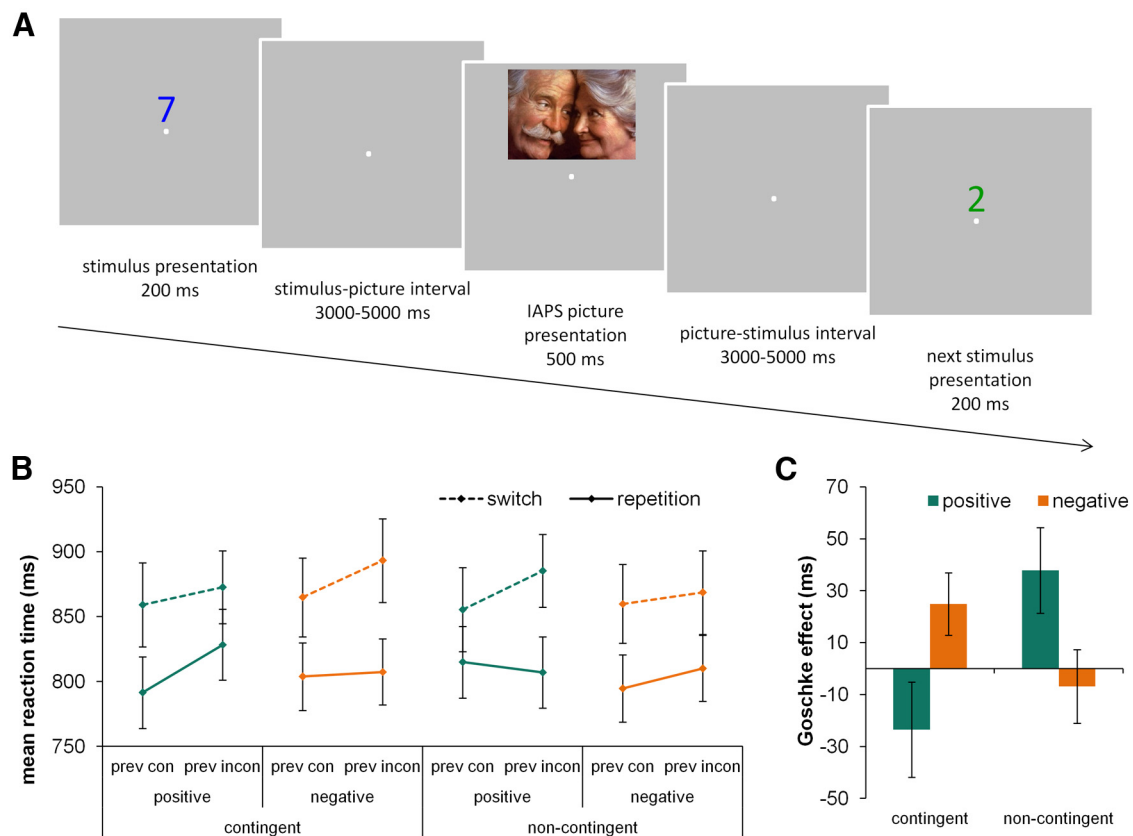 A
7
2
stimulus presentation
200 ms
stimulus-picture interval
3000-5000 ms
IAPS picture
presentation
500 ms
picture-stimulus interval
3000-5000 ms
next stimulus
presentation
200 ms
B
mean reaction time (ms)
950
900
850
800
750
switch
repetition
prev con prev incon prev con prev incon prev con prev incon prev con prev incon
positive negative positive negative
contingent non-contingent
C
Goschke effect (ms)
70
50
30
10
-10
-30
-50
positive
negative
contingent non-contingent